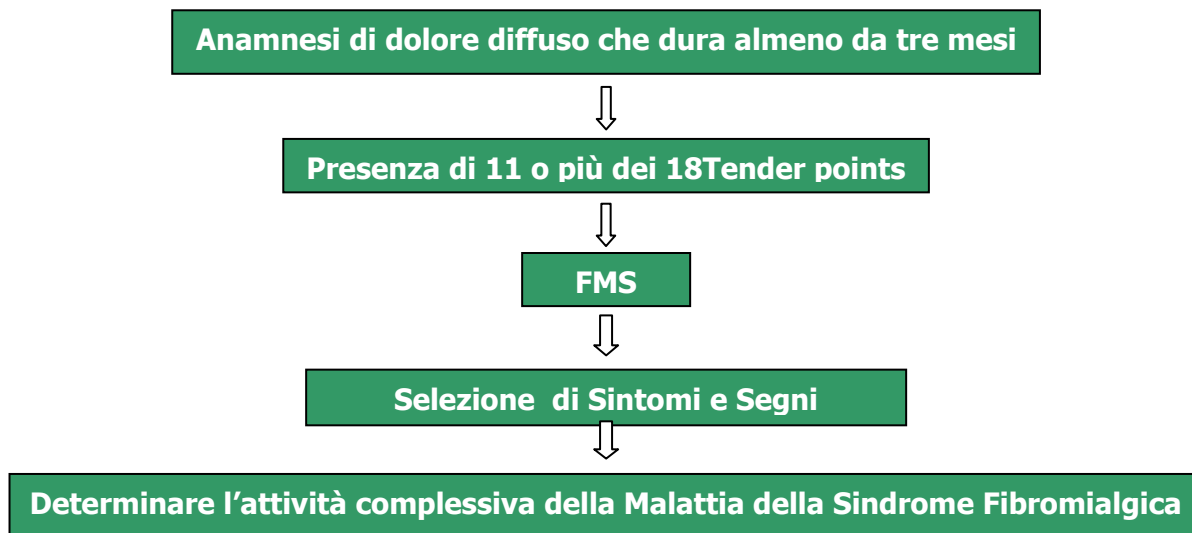 Anamnesi di dolore diffuso che dura almeno da tre mesi
Presenza di 11 o più dei 18Tender points
FMS
Selezione di Sintomi e Segni
Determinare l’attività complessiva della Malattia della Sindrome Fibromialgica